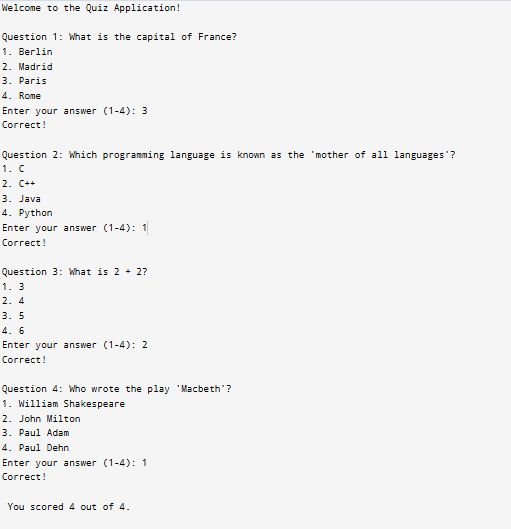 Welcome to the Quiz Application!
Question 1: What is the capital of France?
1. Berlin
2. Madrid
3. Paris
4. Rome
Enter your answer (1-4): 3
Correct!
Question 2: Which programming language is known as the 'mother of all languages'?
1. C
2. C++
3. Java
4. Python
Enter your answer (1-4): 1
Correct!
Question 3: What is 2 + 2?
1. 3
2. 4
3. 5
4. 6
Enter your answer (1-4): 2
Correct!
Question 4: Who wrote the play 'Macbeth'?
1. William Shakespeare
2. John Milton
3. Paul Adam
4. Paul Dehn
Enter your answer (1-4): 1
Correct!
You scored 4 out of 4.